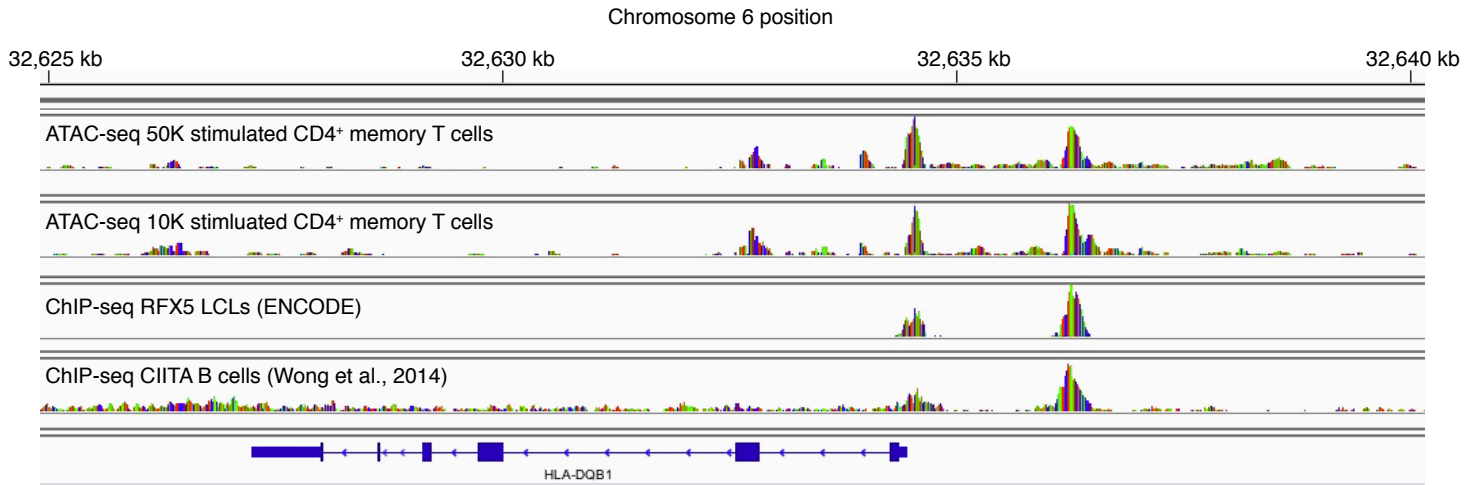 Chromosome 6 position
32,625 kb 32,630 kb 32,635 kb 32,640 kb
ATAC-seq 50K stimulated CD4⁺ memory T cells
ATAC-seq 10K stimluated CD4⁺ memory T cells
ChIP-seq RFX5 LCLs (ENCODE)
ChIP-seq CIITA B cells (Wong et al., 2014)
HLA-DQB1